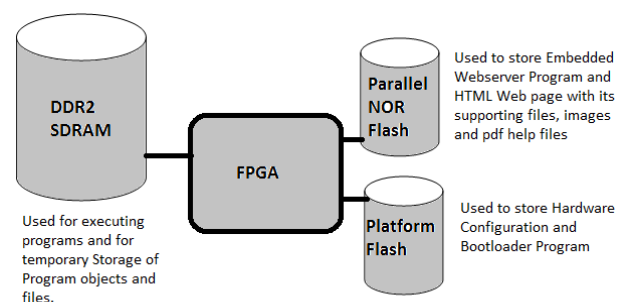 DDR2
SDRAM
Used for executing
programs and for
temporary Storage of
Program objects and
files.
FPGA
Parallel
NOR
Flash
Used to store Embedded
Webserver Program and
HTML Web page with its
supporting files, images
and pdf help files
Platform
Flash
Used to store Hardware
Configuration and
Bootloader Program